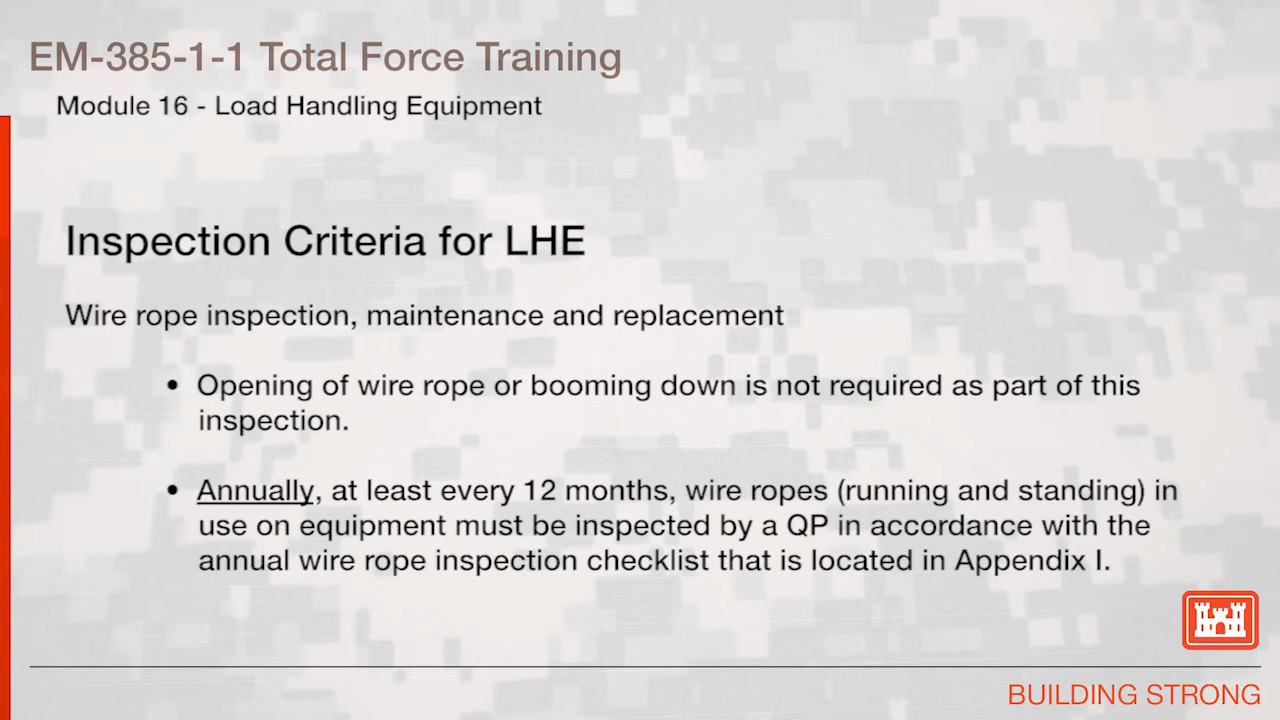 EM-385-1-1 Total Force Training
Module 16 - Load Handling Equipment
Inspection Criteria for LHE
Wire rope inspection, maintenance and replacement
• Opening of wire rope or booming down is not required as part of this
inspection.
• Annually, at least every 12 months, wire ropes (running and standing) in
use on equipment must be inspected by a QP in accordance with the
annual wire rope inspection checklist that is located in Appendix I.
BUILDING STRONG